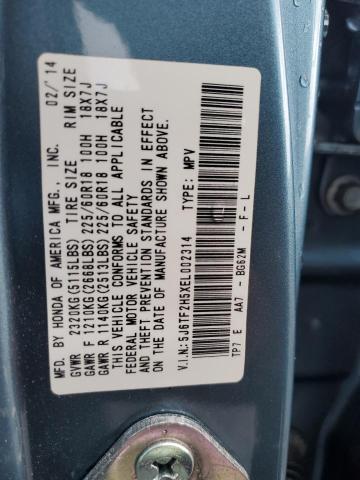 MFD. BY HONDA OF AMERICA MFG., INC. 02/'14
GVWR 2320KG(5115LBS) TIRE SIZE RIM SIZE
GAWR F 1210KG(2668LBS) 225/60R18 100H 18X7J
GAWR R 1140KG(2513LBS) 225/60R18 100H 18X7J
THIS VEHICLE CONFORMS TO ALL APPLICABLE
FEDERAL MOTOR VEHICLE SAFETY, BUMPER,
AND THEFT PREVENTION STANDARDS IN EFFECT
ON THE DATE OF MANUFACTURE SHOWN ABOVE.
V.I.N.: 5J6TF2H5XEL002314 TYPE: MPV
TP7 E AA7 - BG62M - F - L